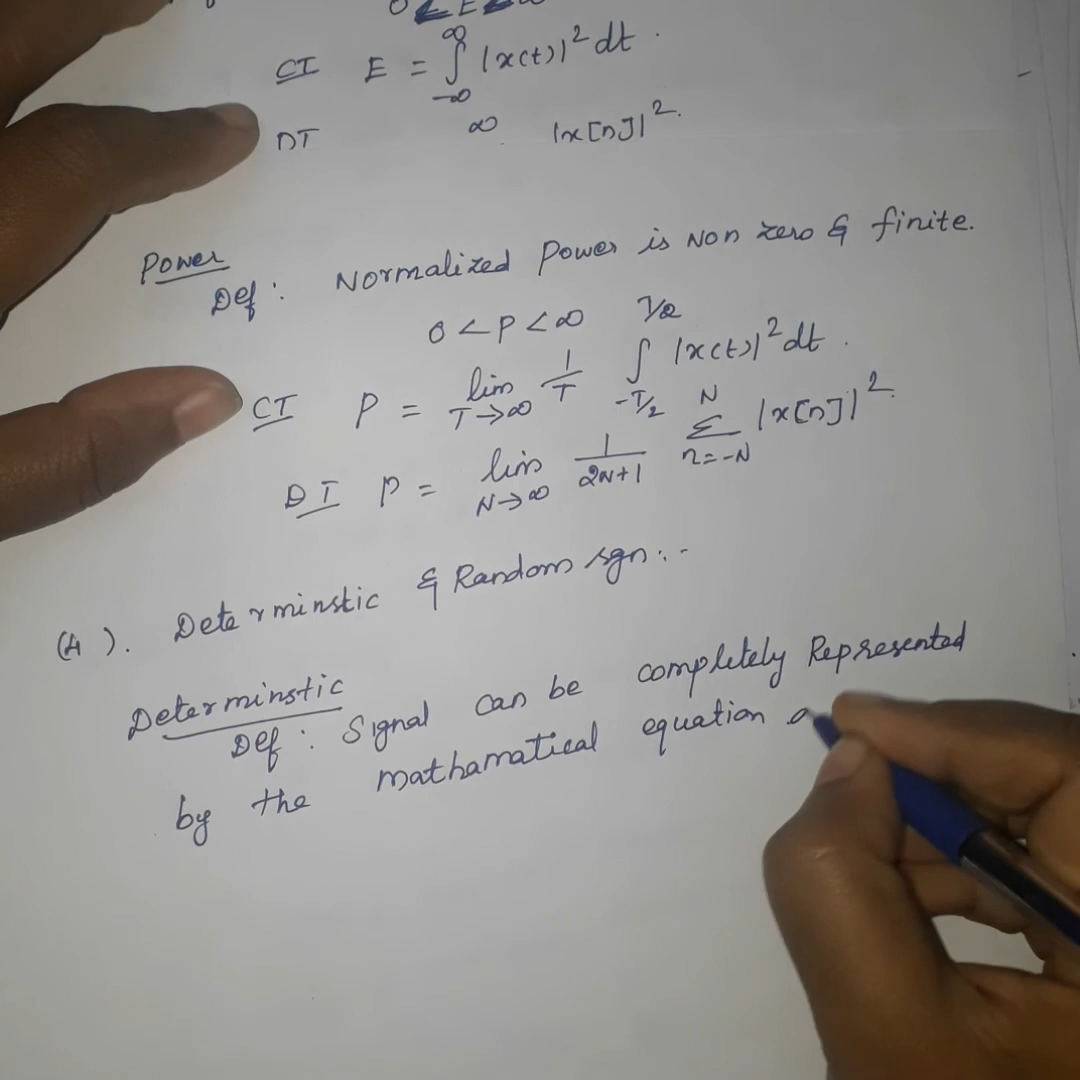 0 < E < ∞
CT E = ∫_{-∞}^{∞} |x(t)|² dt .
DT ∞ |x[n]|².
Power
Def : Normalized Power is Non zero & finite.
0 < P < ∞
CT P = lim_{T→∞} 1/T ∫_{-T/2}^{T/2} |x(t)|² dt .
DT P = lim_{N→∞} 1/(2N+1) Σ_{n=-N}^{N} |x[n]|².
(4). Deterministic & Random sgn:-
Determinstic
Def : Signal can be completely Represented
by the mathamatical equation